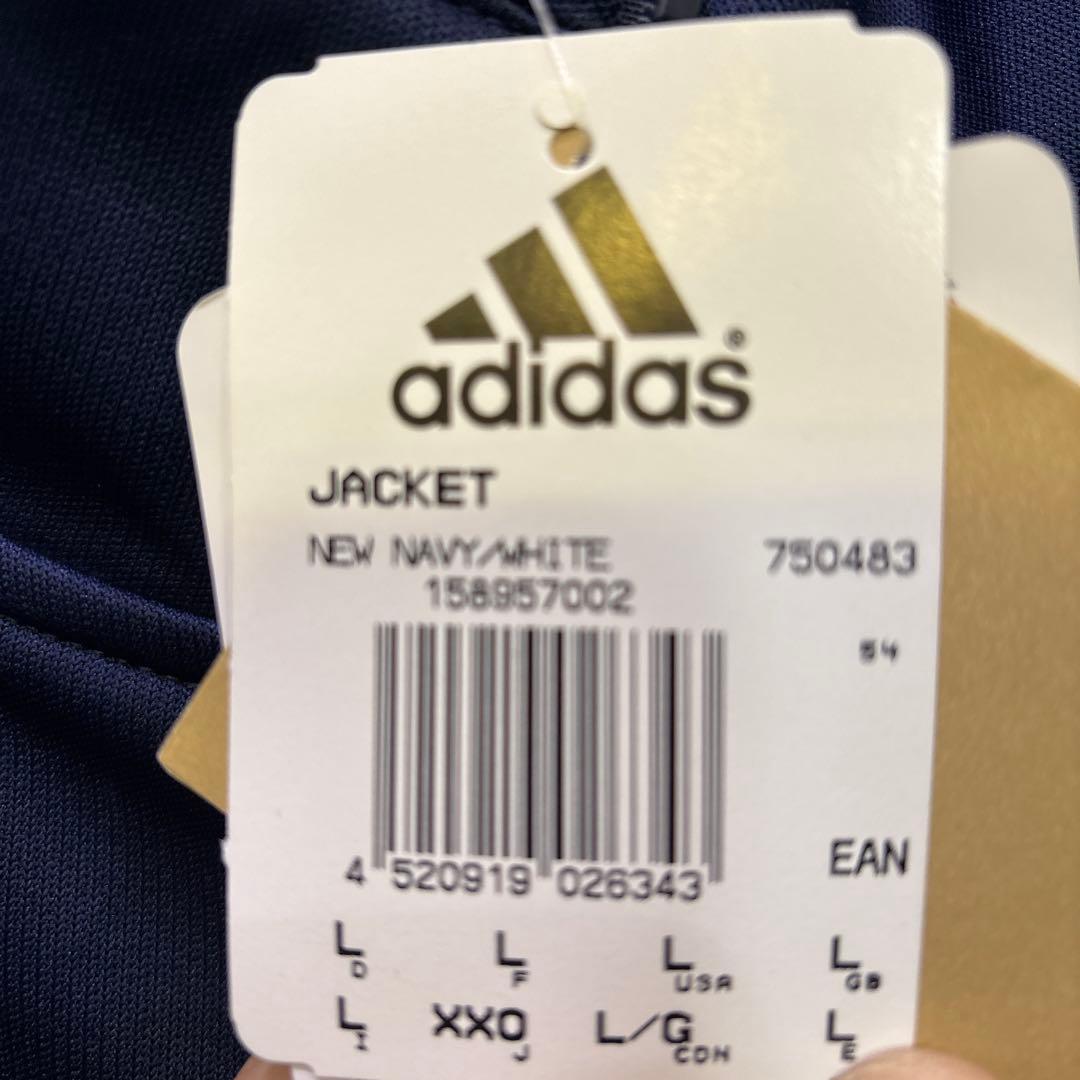 adidas®
JACKET
NEW NAVY/WHITE 750483
158957002
54
4 520919 026343 EAN
L D L F L USA L GB
L I XXO J L/G CDN L E